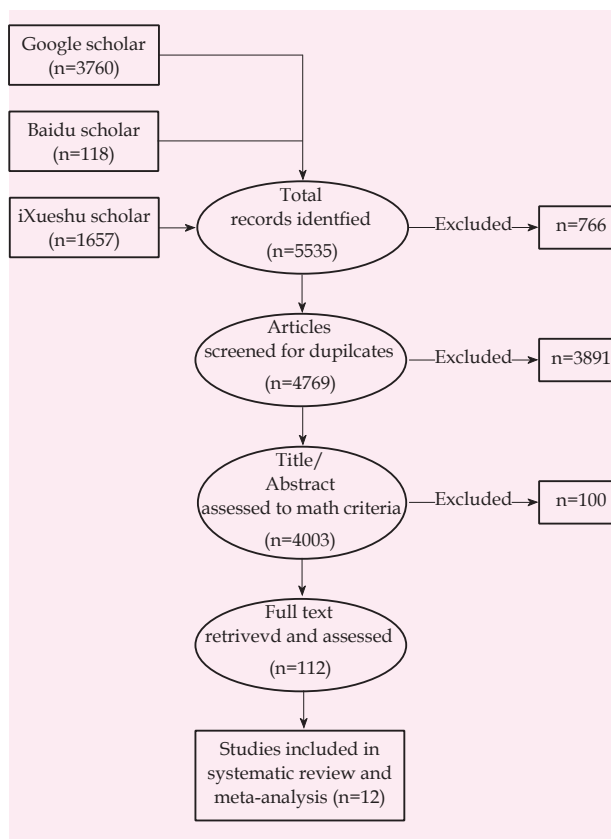 Google scholar
(n=3760)
Baidu scholar
(n=118)
iXueshu scholar
(n=1657)
Total
records identfied
(n=5535)
Excluded
n=766
Articles
screened for dupilcates
(n=4769)
Excluded
n=3891
Title/
Abstract
assessed to math criteria
(n=4003)
Excluded
n=100
Full text
retrivevd and assessed
(n=112)
Studies included in
systematic review and
meta-analysis (n=12)